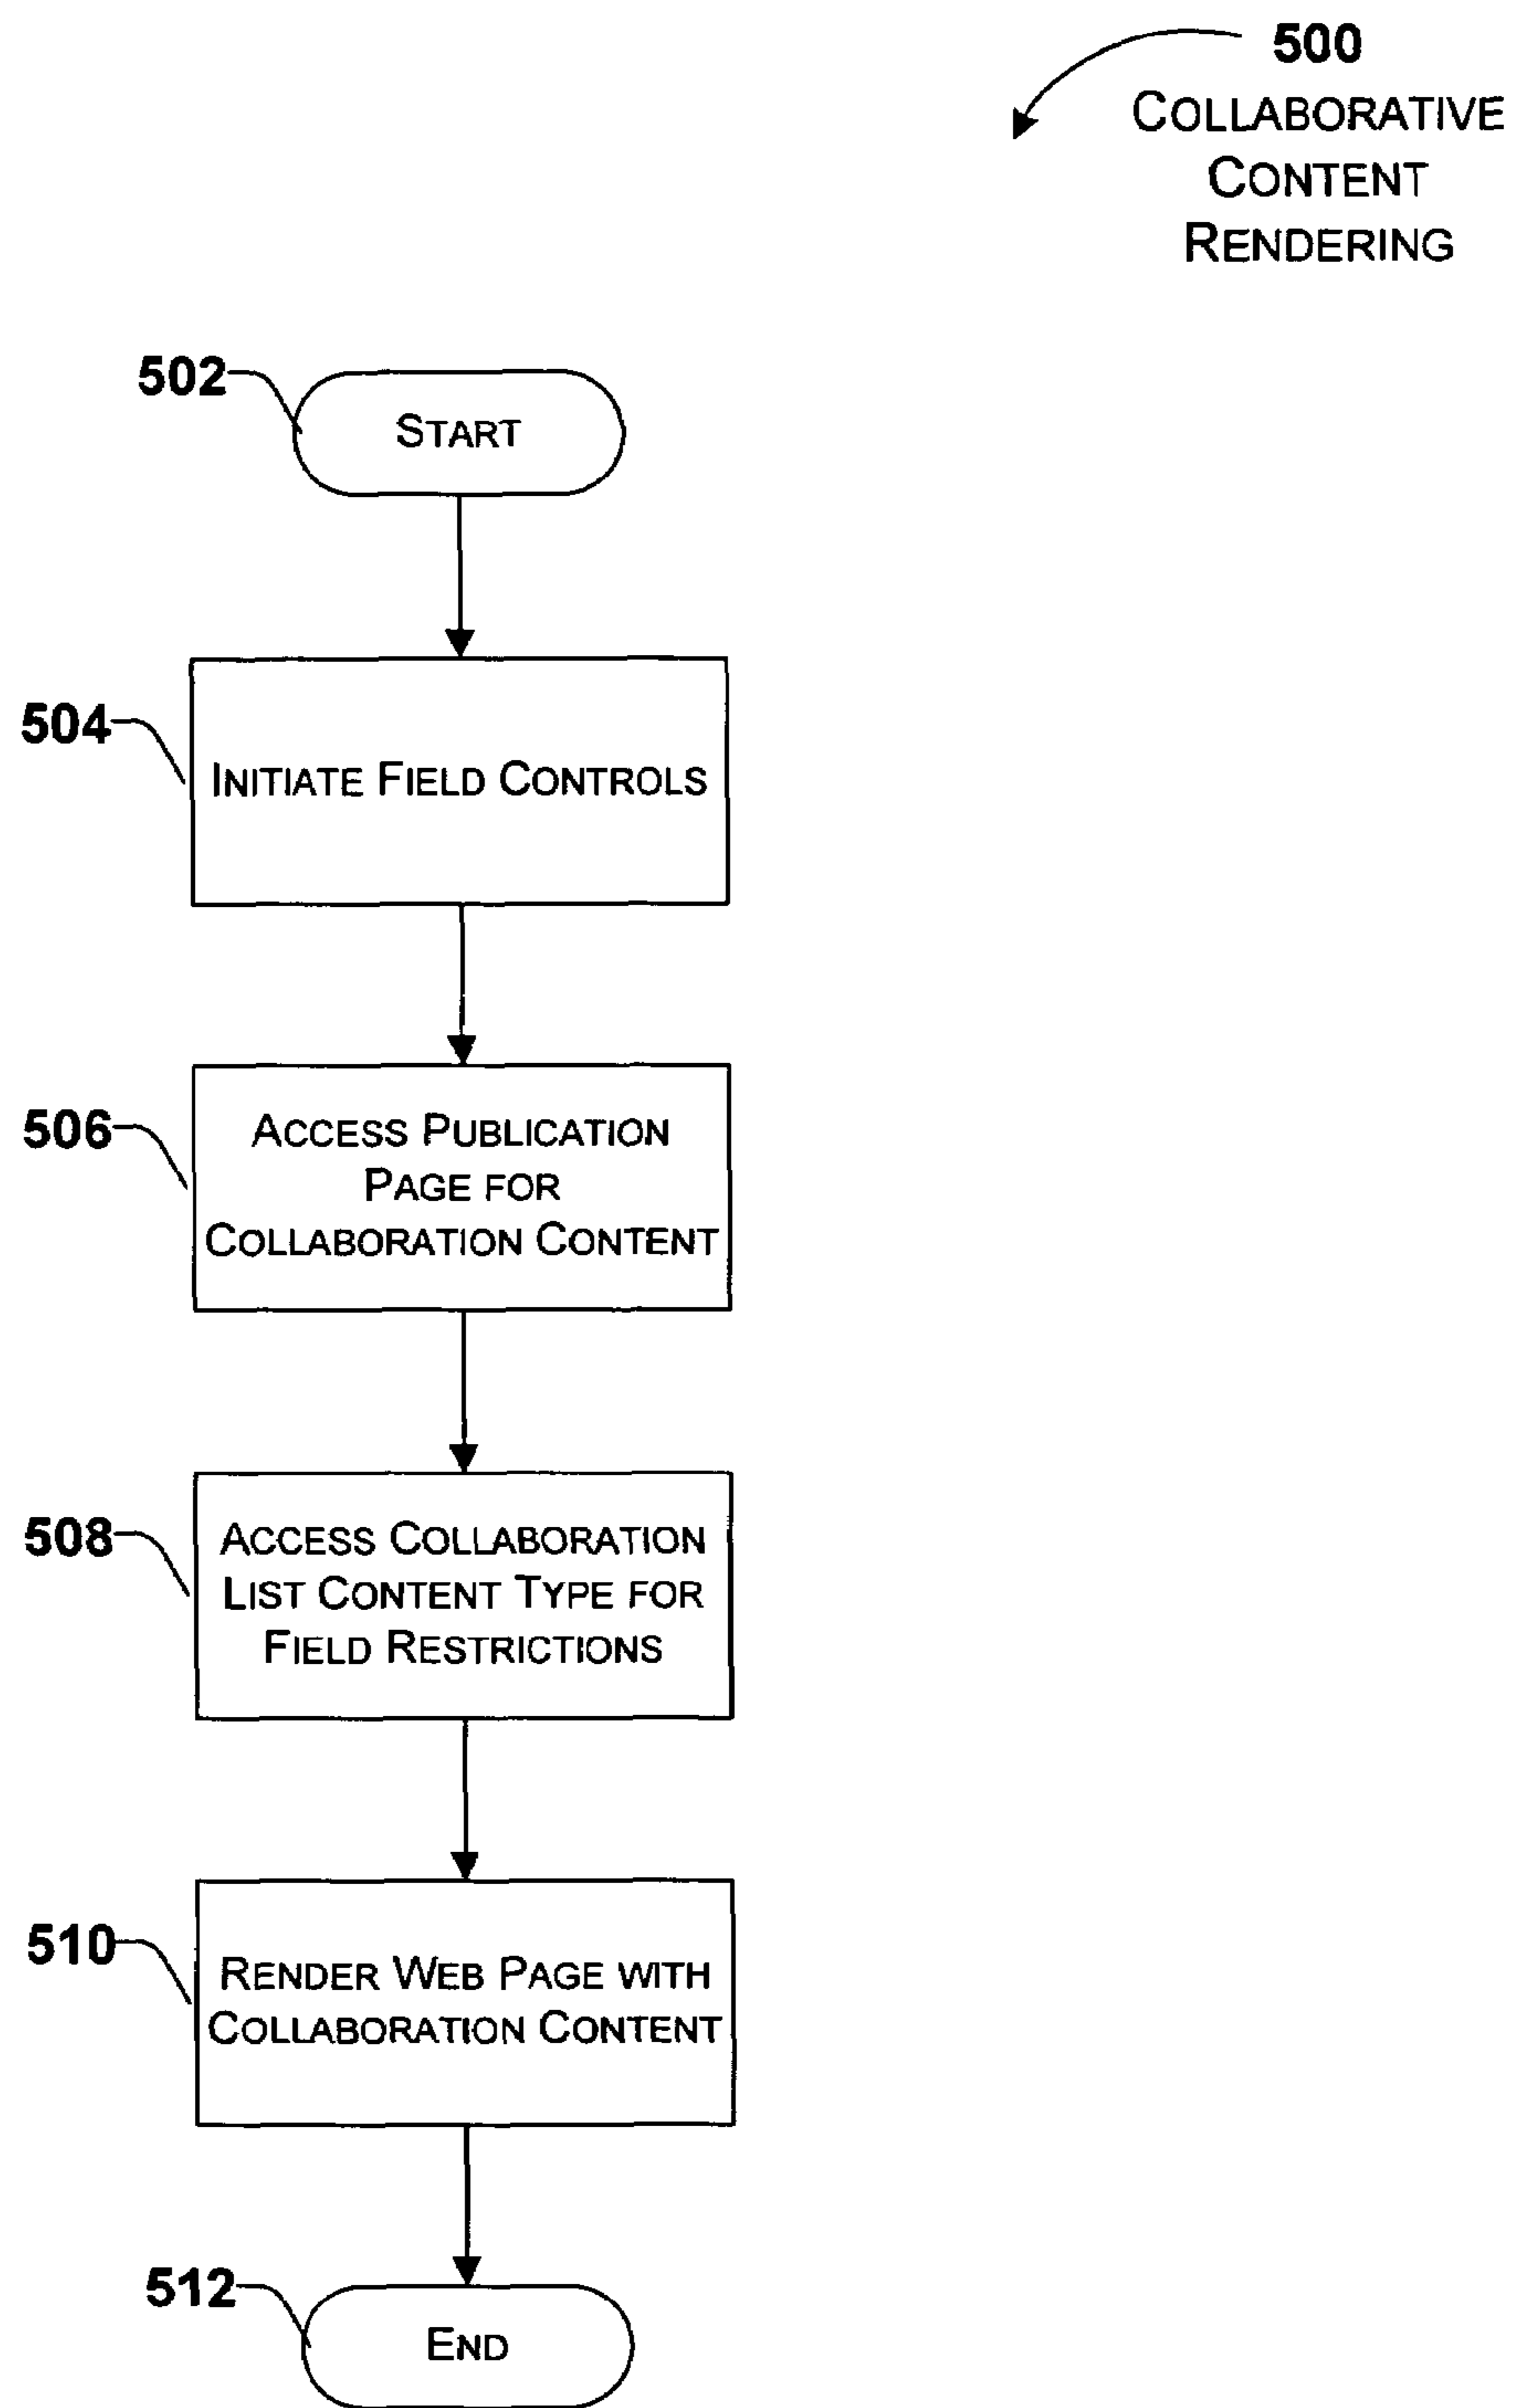 500
COLLABORATIVE
CONTENT
RENDERING
502
START
504
INITIATE FIELD CONTROLS
506
ACCESS PUBLICATION
PAGE FOR
COLLABORATION CONTENT
508
ACCESS COLLABORATION
LIST CONTENT TYPE FOR
FIELD RESTRICTIONS
510
RENDER WEB PAGE WITH
COLLABORATION CONTENT
512
END